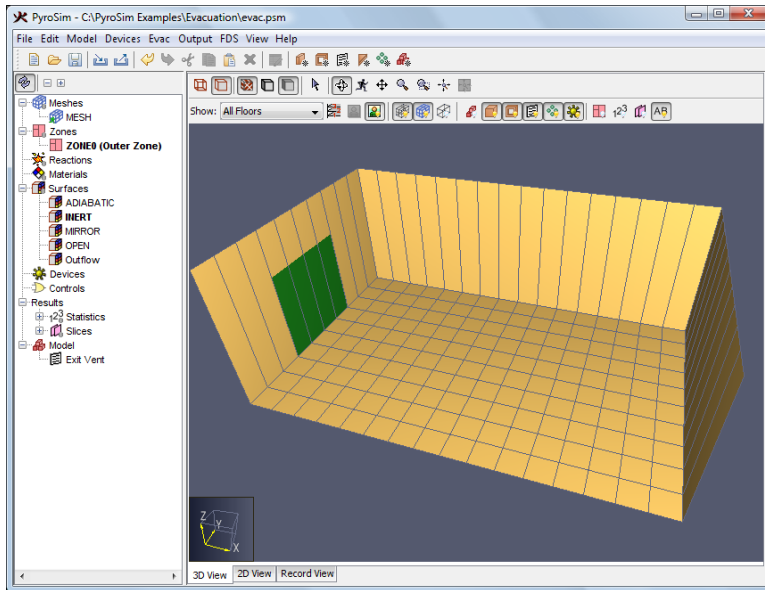 PyroSim - C:\PyroSim Examples\Evacuation\evac.psm
File Edit Model Devices Evac Output FDS View Help
Show: All Floors
Meshes
MESH
Zones
ZONE0 (Outer Zone)
Reactions
Materials
Surfaces
ADIABATIC
INERT
MIRROR
OPEN
Outflow
Devices
Controls
Results
Statistics
Slices
Model
Exit Vent
Z
Y
X
3D View 2D View Record View